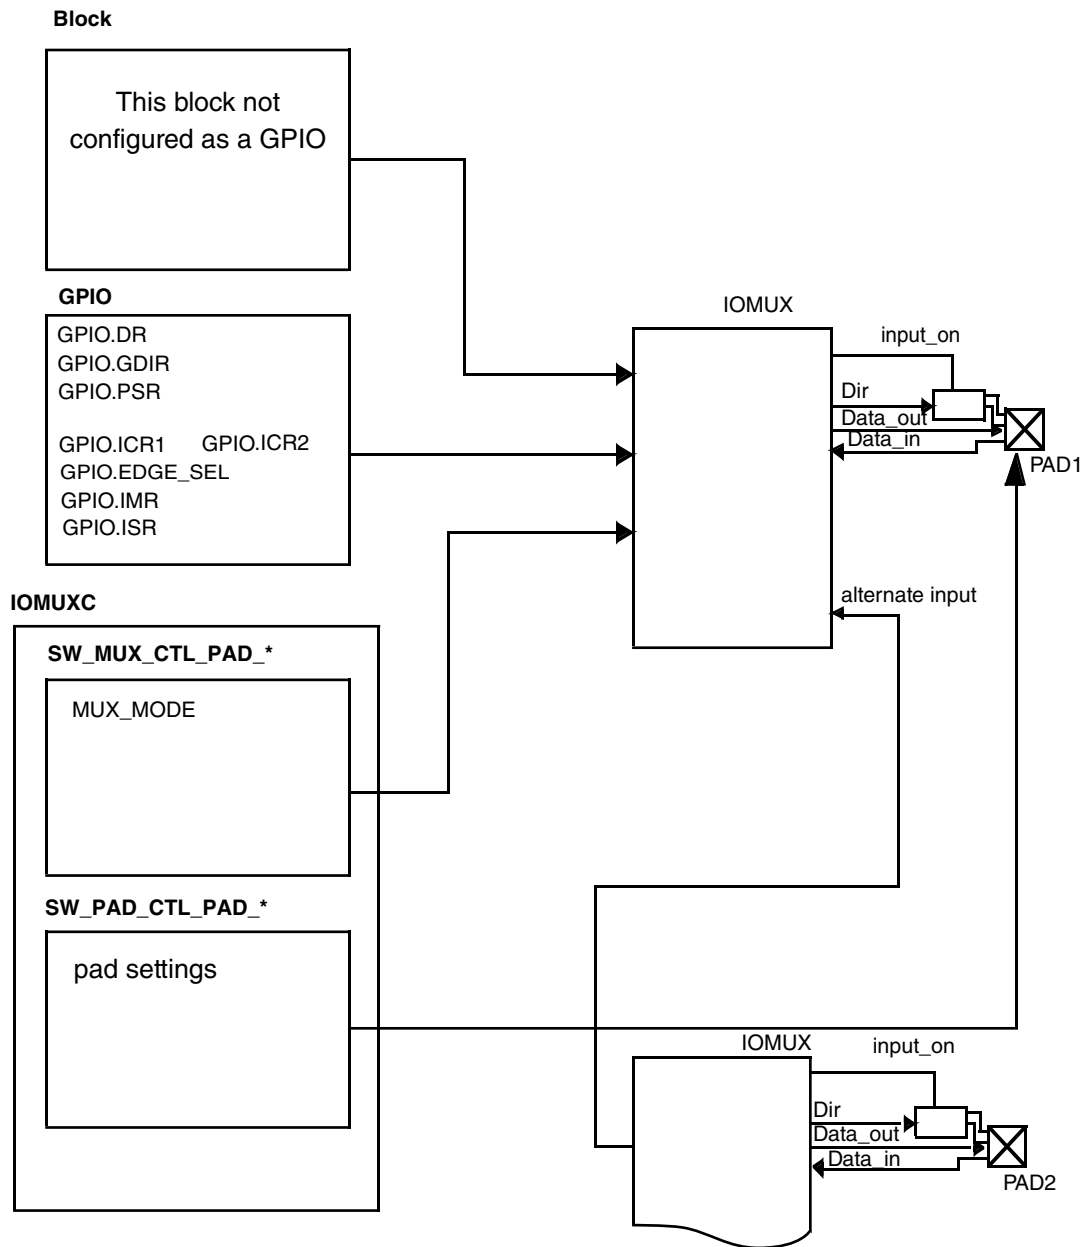 Block
This block not
configured as a GPIO
GPIO
GPIO.DR
GPIO.GDIR
GPIO.PSR
GPIO.ICR1 GPIO.ICR2
GPIO.EDGE_SEL
GPIO.IMR
GPIO.ISR
IOMUX
input_on
Dir
Data_out
Data_in
PAD1
alternate input
IOMUXC
SW_MUX_CTL_PAD_*
MUX_MODE
SW_PAD_CTL_PAD_*
pad settings
IOMUX
input_on
Dir
Data_out
Data_in
PAD2